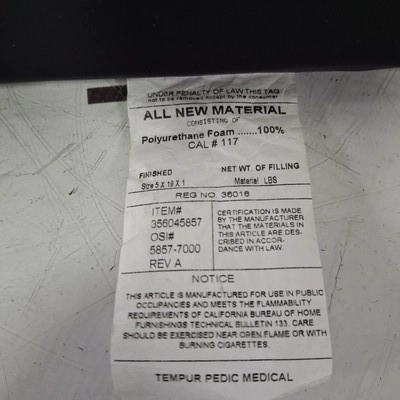 UNDER PENALTY OF LAW THIS TAG
not to be removed except by the consumer
ALL NEW MATERIAL
CONSISTING OF
Polyurethane Foam .......100%
CAL # 117
FINISHED NET WT. OF FILLING
Size 5 X 19 X 1 Material LBS
REG NO. 36016
ITEM#
356045857
OSI#
5857-7000
REV A
CERTIFICATION IS MADE
BY THE MANUFACTURER
THAT THE MATERIALS IN
THIS ARTICLE ARE DES-
CRIBED IN ACCOR-
DANCE WITH LAW.
NOTICE
THIS ARTICLE IS MANUFACTURED FOR USE IN PUBLIC
OCCUPANCIES AND MEETS THE FLAMMABILITY
REQUIREMENTS OF CALIFORNIA BUREAU OF HOME
FURNISHINGS TECHNICAL BULLETIN 133. CARE
SHOULD BE EXERCISED NEAR OPEN FLAME OR WITH
BURNING CIGARETTES.
TEMPUR PEDIC MEDICAL